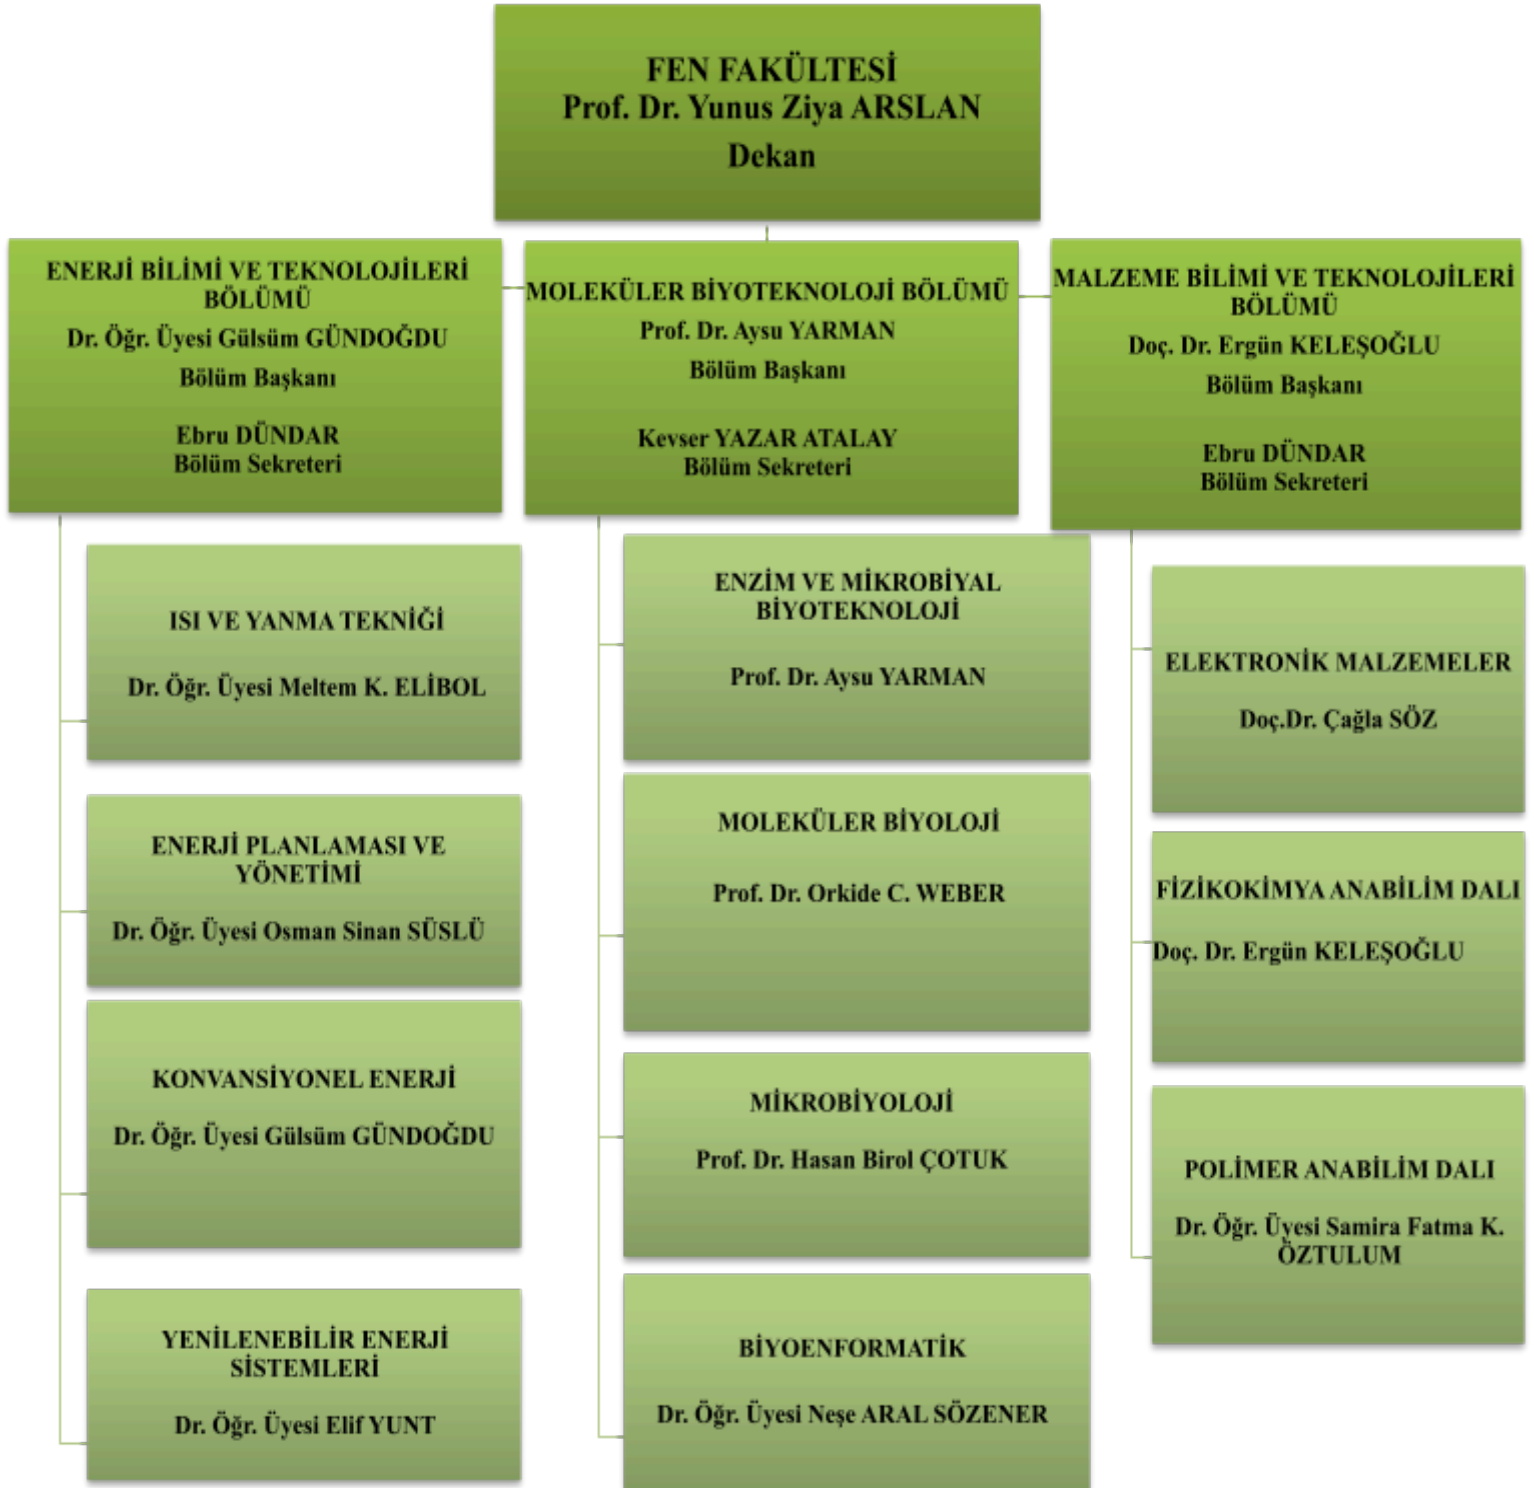 FEN FAKÜLTESİ
Prof. Dr. Yunus Ziya ARSLAN
Dekan
ENERJİ BİLİMİ VE TEKNOLOJİLERİ
BÖLÜMÜ
Dr. Öğr. Üyesi Gülsüm GÜNDOĞDU
Bölüm Başkanı
Ebru DÜNDAR
Bölüm Sekreteri
ISI VE YANMA TEKNİĞİ
Dr. Öğr. Üyesi Meltem K. ELİBOL
ENERJİ PLANLAMASI VE
YÖNETİMİ
Dr. Öğr. Üyesi Osman Sinan SÜSLÜ
KONVANSİYONEL ENERJİ
Dr. Öğr. Üyesi Gülsüm GÜNDOĞDU
YENİLENEBİLİR ENERJİ
SİSTEMLERİ
Dr. Öğr. Üyesi Elif YUNT
MOLEKÜLER BİYOTEKNOLOJİ BÖLÜMÜ
Prof. Dr. Aysu YARMAN
Bölüm Başkanı
Kevser YAZAR ATALAY
Bölüm Sekreteri
ENZİM VE MİKROBİYAL
BİYOTEKNOLOJİ
Prof. Dr. Aysu YARMAN
MOLEKÜLER BİYOLOJİ
Prof. Dr. Orkide C. WEBER
MİKROBİYOLOJİ
Prof. Dr. Hasan Birol ÇOTUK
BİYOENFORMATİK
Dr. Öğr. Üyesi Neşe ARAL SÖZENER
MALZEME BİLİMİ VE TEKNOLOJİLERİ
BÖLÜMÜ
Doç. Dr. Ergün KELEŞOĞLU
Bölüm Başkanı
Ebru DÜNDAR
Bölüm Sekreteri
ELEKTRONİK MALZEMELER
Doç.Dr. Çağla SÖZ
FİZİKOKİMYA ANABİLİM DALI
Doç. Dr. Ergün KELEŞOĞLU
POLİMER ANABİLİM DALI
Dr. Öğr. Üyesi Samira Fatma K.
ÖZTULUM